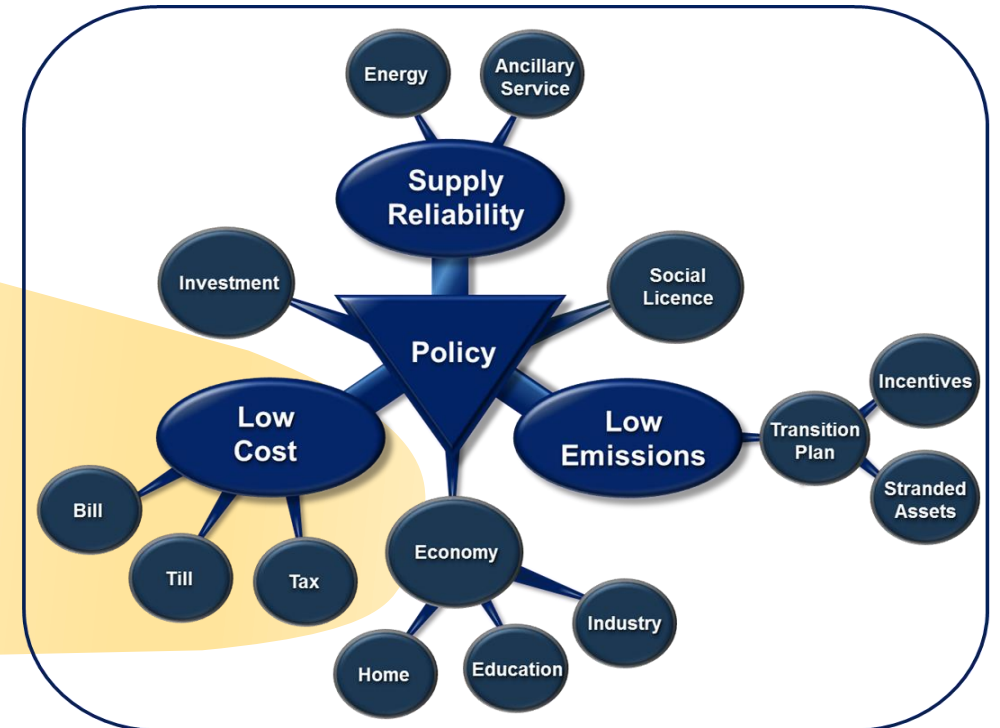 Energy
Ancillary
Service
Supply
Reliability
Investment
Social
Licence
Policy
Low
Cost
Low
Emissions
Transition
Plan
Incentives
Stranded
Assets
Bill
Till
Tax
Economy
Home
Education
Industry